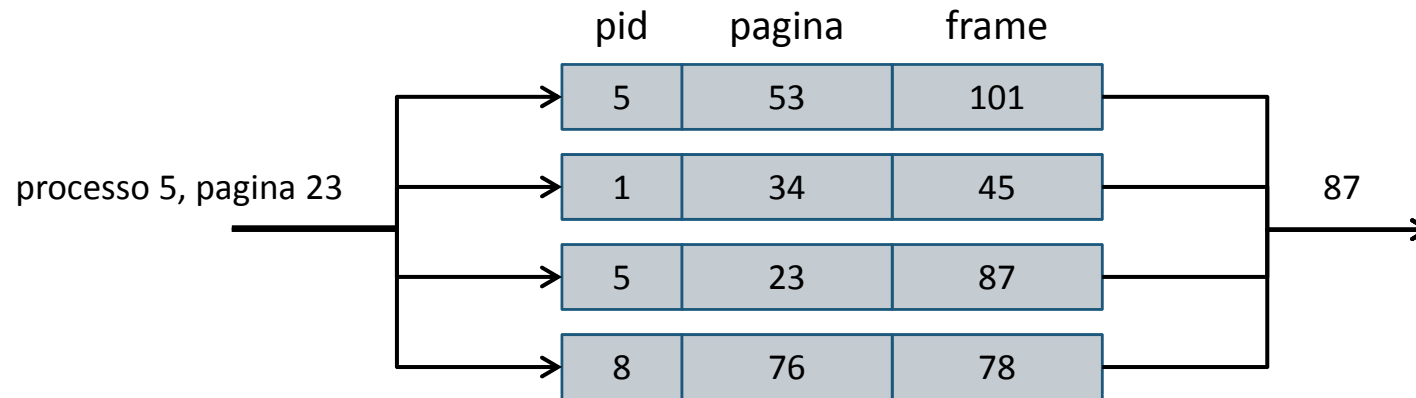 pid pagina frame
5 53 101
processo 5, pagina 23
1 34 45
87
5 23 87
8 76 78